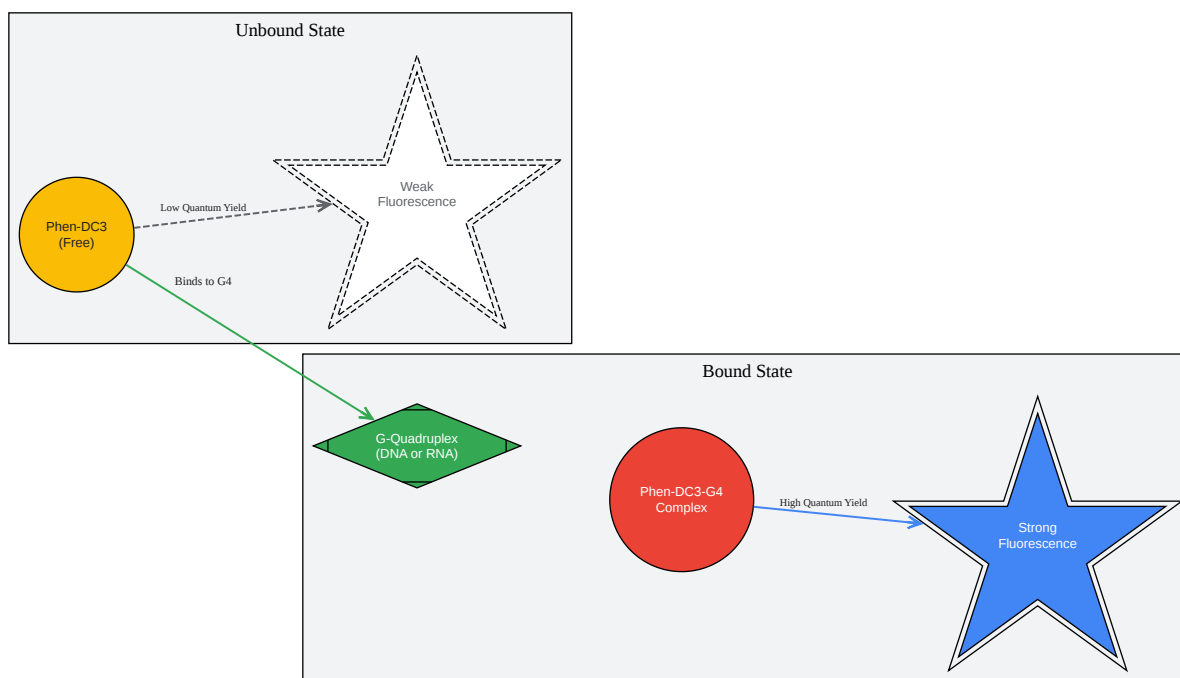 Unbound State
Weak
Fluorescence
Low Quantum Yield
Phen-DC3
(Free)
Binds to G4
Bound State
G-Quadruplex
(DNA or RNA)
Phen-DC3-G4
Complex
High Quantum Yield
Strong
Fluorescence